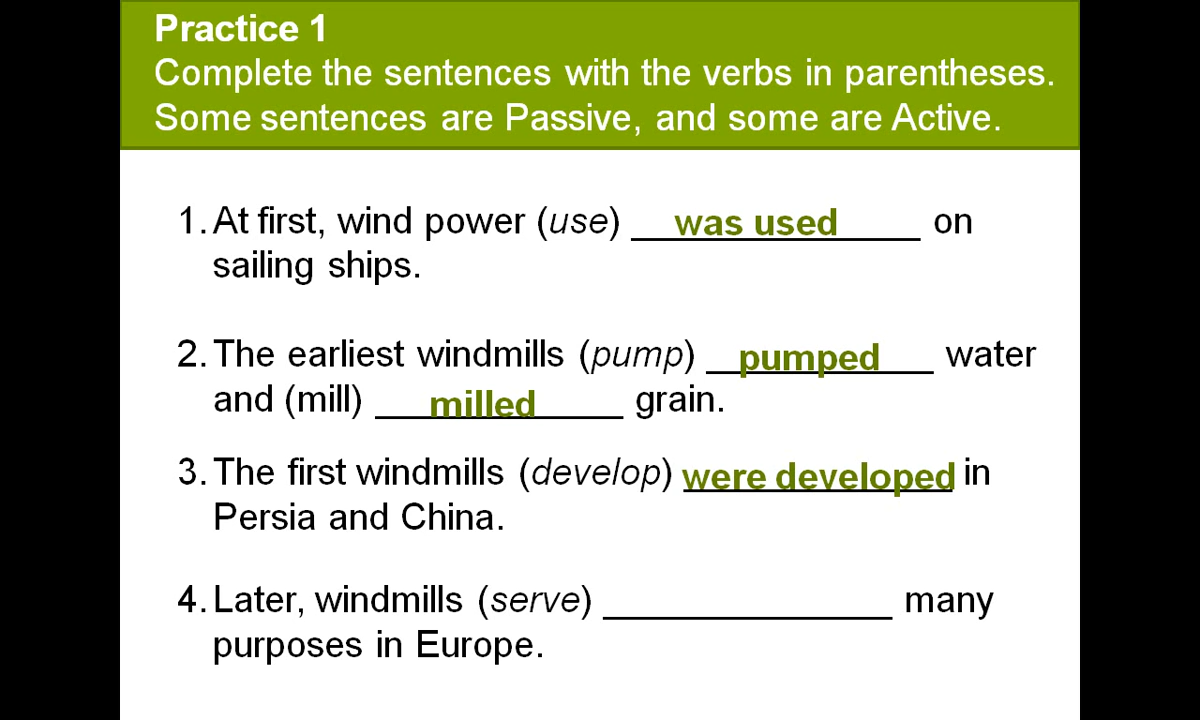 Practice 1
Complete the sentences with the verbs in parentheses.
Some sentences are Passive, and some are Active.
1. At first, wind power (use) was used on
sailing ships.
2. The earliest windmills (pump) pumped water
and (mill) milled grain.
3. The first windmills (develop) were developed in
Persia and China.
4. Later, windmills (serve) ______________ many
purposes in Europe.